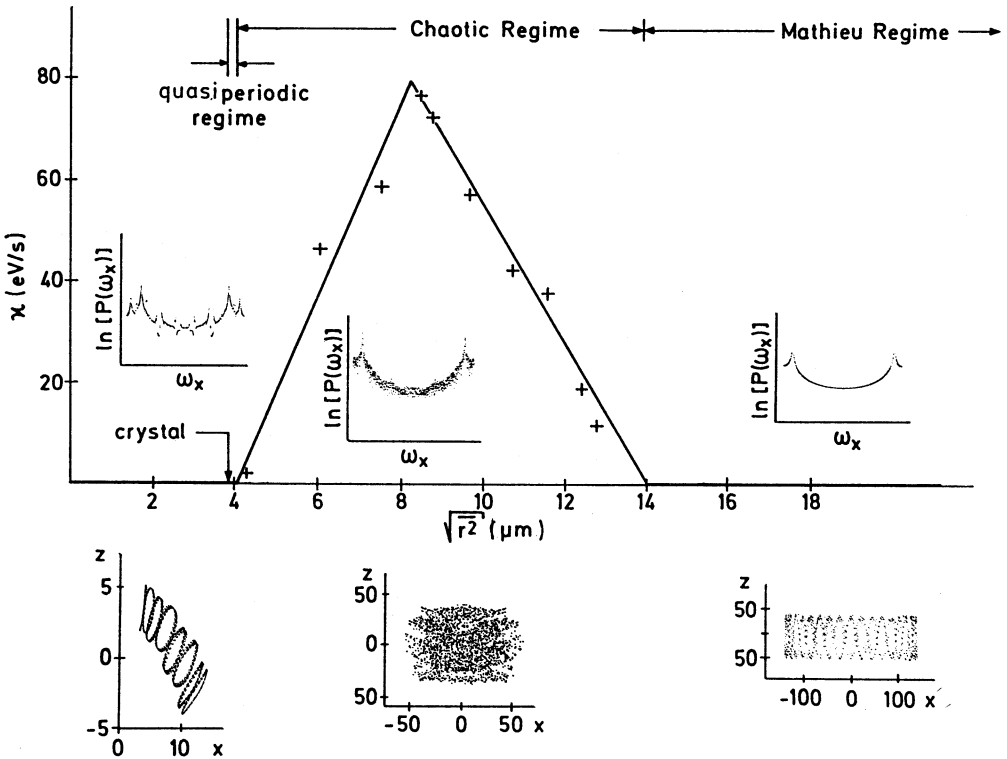 Chaotic Regime
Mathieu Regime
quasiperiodic
regime
80
60
40
20
ϰ (eV/s)
ln [P(ωx)]
ωx
ln [P(ωx)]
ωx
ln [P(ωx)]
ωx
crystal
2 4 6 8 10 12 14 16 18
√r² (μm)
z
5
0
-5
0 10 x
z
50
0
50
-50 0 50 x
z
50
50
-100 0 100 x